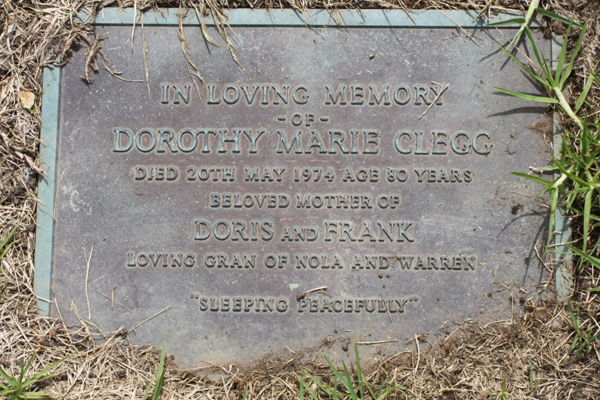 IN LOVING MEMORY
-OF-
DOROTHY MARIE CLEGG
DIED 20TH MAY 1974 AGE 80 YEARS
BELOVED MOTHER OF
DORIS AND FRANK
LOVING GRAN OF NOLA AND WARREN
"SLEEPING PEACEFULLY"